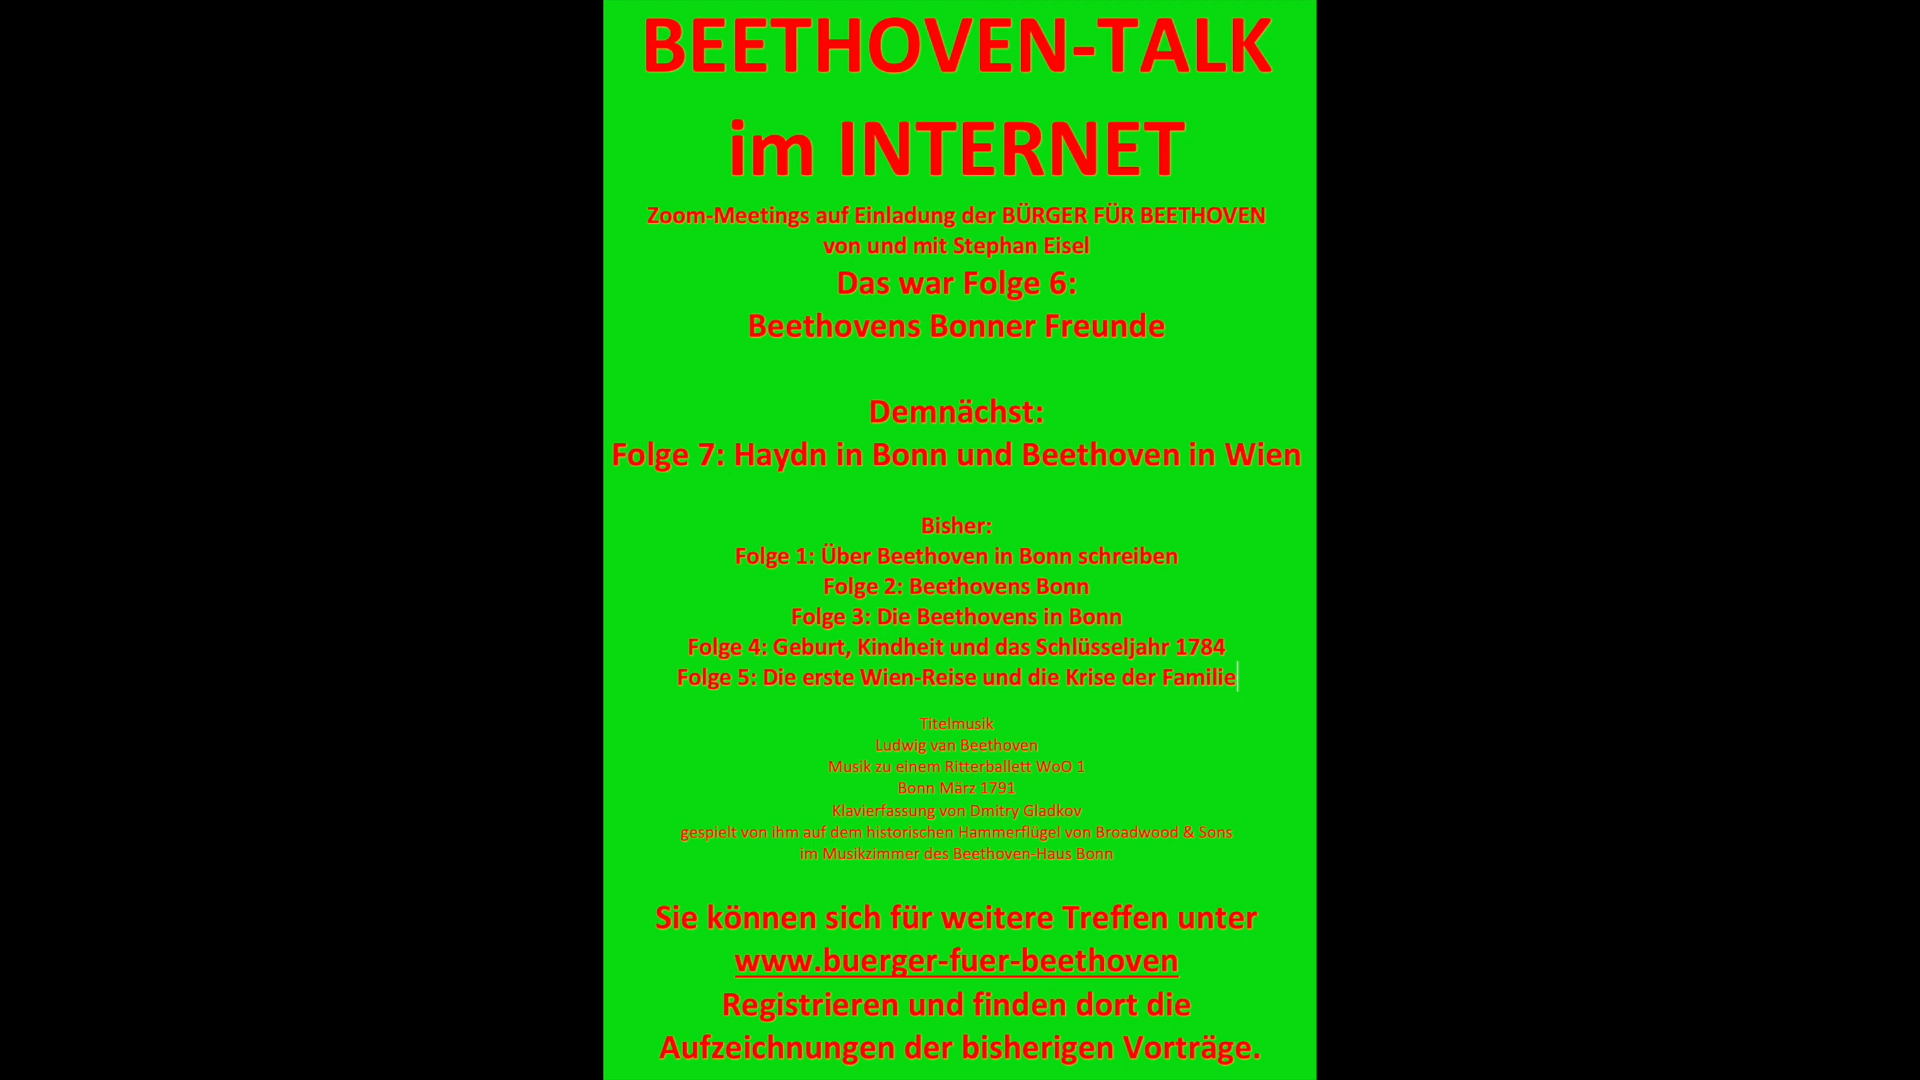 BEETHOVEN-TALK
im INTERNET
Zoom-Meetings auf Einladung der BÜRGER FÜR BEETHOVEN
von und mit Stephan Eisel
Das war Folge 6:
Beethovens Bonner Freunde
Demnächst:
Folge 7: Haydn in Bonn und Beethoven in Wien
Bisher:
Folge 1: Über Beethoven in Bonn schreiben
Folge 2: Beethovens Bonn
Folge 3: Die Beethovens in Bonn
Folge 4: Geburt, Kindheit und das Schlüsseljahr 1784
Folge 5: Die erste Wien-Reise und die Krise der Familie
Titelmusik
Ludwig van Beethoven
Musik zu einem Ritterballett WoO 1
Bonn März 1791
Klavierfassung von Dmitry Gladkov
gespielt von ihm auf dem historischen Hammerflügel von Broadwood & Sons
im Musikzimmer des Beethoven-Haus Bonn
Sie können sich für weitere Treffen unter
www.buerger-fuer-beethoven
Registrieren und finden dort die
Aufzeichnungen der bisherigen Vorträge.